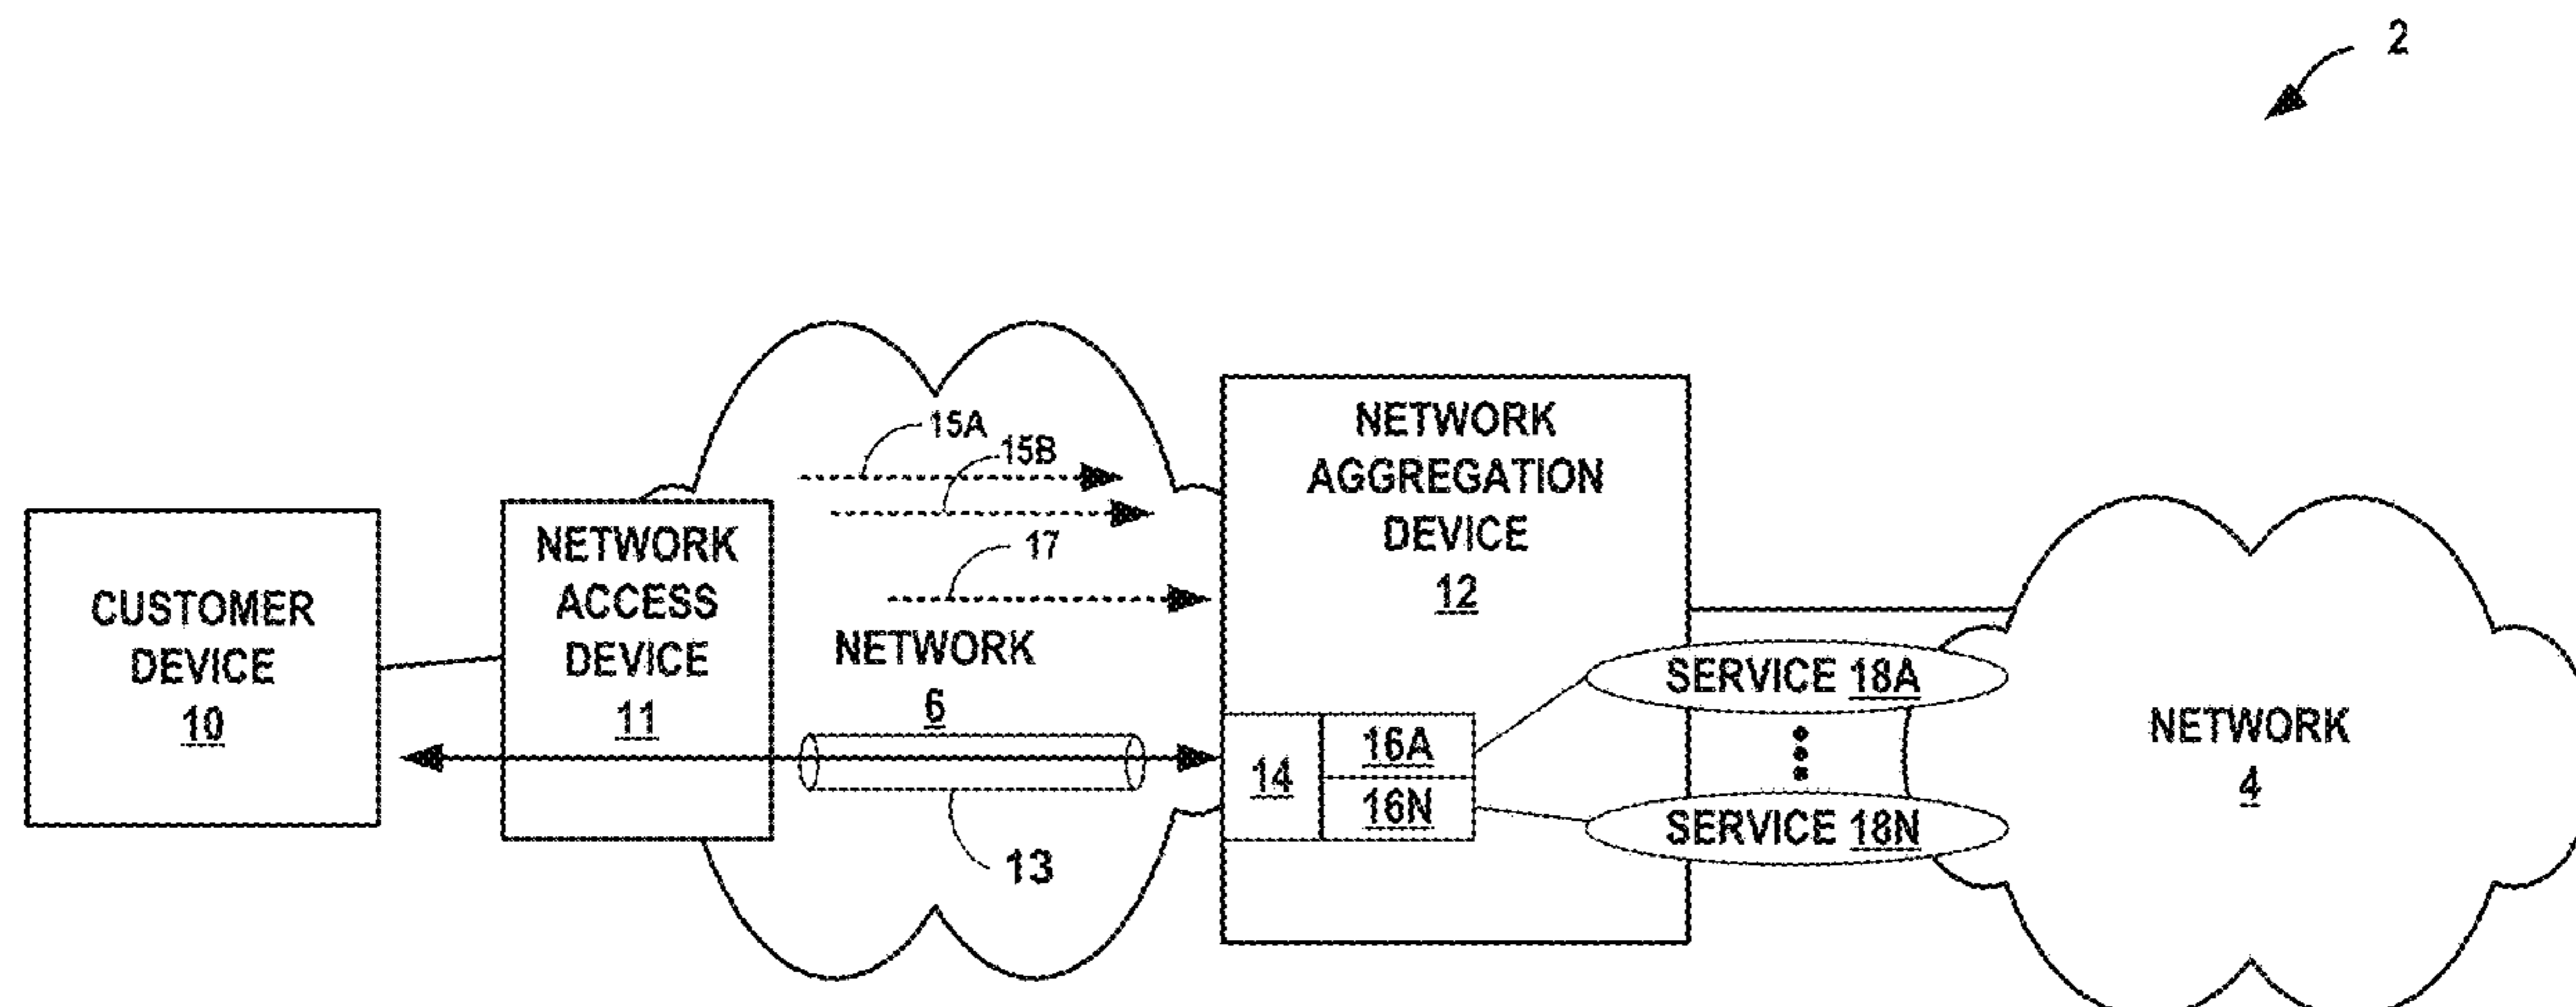 2
15A
15B
17
NETWORK
AGGREGATION
DEVICE
12
CUSTOMER
DEVICE
10
NETWORK
ACCESS
DEVICE
11
NETWORK
6
13
14
16A
16N
SERVICE 18A
SERVICE 18N
NETWORK
4